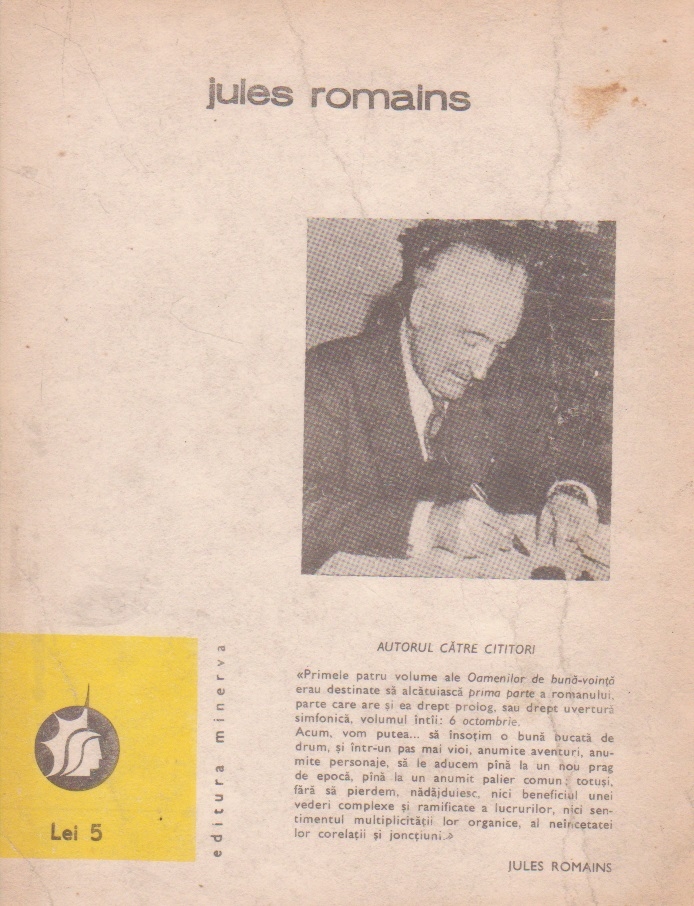 jules romains
AUTORUL CĂTRE CITITORI
«Primele patru volume ale Oamenilor de bună-voință
erau destinate să alcătuiască prima parte a romanului,
parte care are și ea drept prolog, sau drept uvertură
simfonică, volumul întîi: 6 octombrie.
Acum, vom putea... să însoțim o bună bucată de
drum, și într-un pas mai vioi, anumite aventuri, anu-
mite personaje, să le aducem pînă la un nou prag
de epocă, pînă la un anumit palier comun; totuși,
fără să pierdem, nădăjduiesc, nici beneficiul unei
vederi complexe și ramificate a lucrurilor, nici sen-
timentul multiplicității lor organice, al neîncetatei
lor corelații și joncțiuni.»
JULES ROMAINS
editura minerva
Lei 5